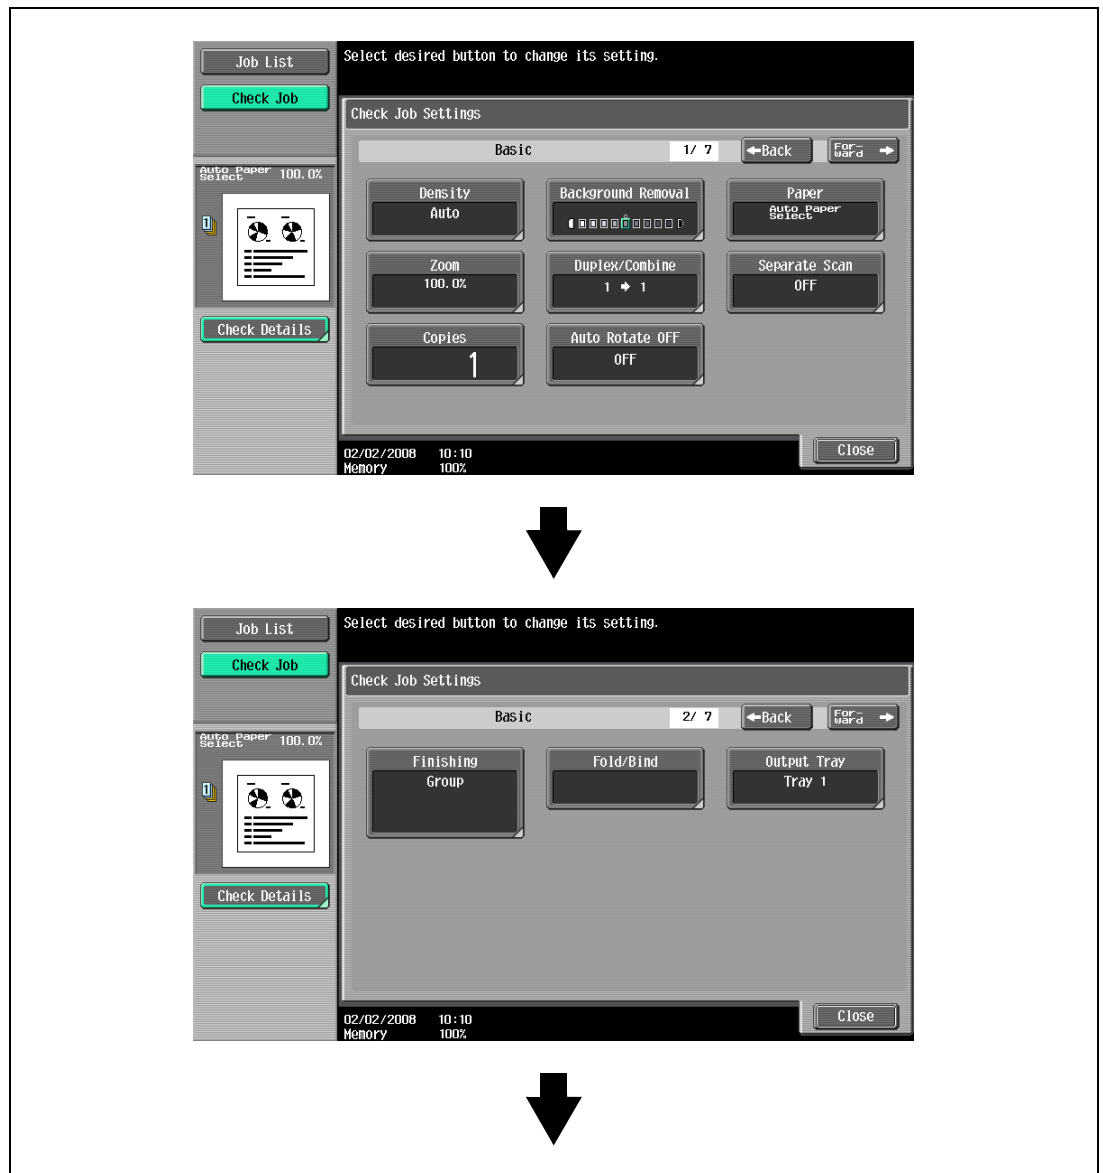 Job List
Select desired button to change its setting.
Check Job
Check Job Settings
Basic
1/ 7
←Back
For-
ward →
Auto Paper
Select 100.0%
Density
Auto
Background Removal
Paper
Auto Paper
Select
1
Zoom
100.0%
Duplex/Combine
1 → 1
Separate Scan
OFF
Check Details
Copies
1
Auto Rotate OFF
OFF
02/02/2008 10:10
Memory 100%
Close
Job List
Select desired button to change its setting.
Check Job
Check Job Settings
Basic
2/ 7
←Back
For-
ward →
Auto Paper
Select 100.0%
Finishing
Group
Fold/Bind
Output Tray
Tray 1
1
Check Details
02/02/2008 10:10
Memory 100%
Close